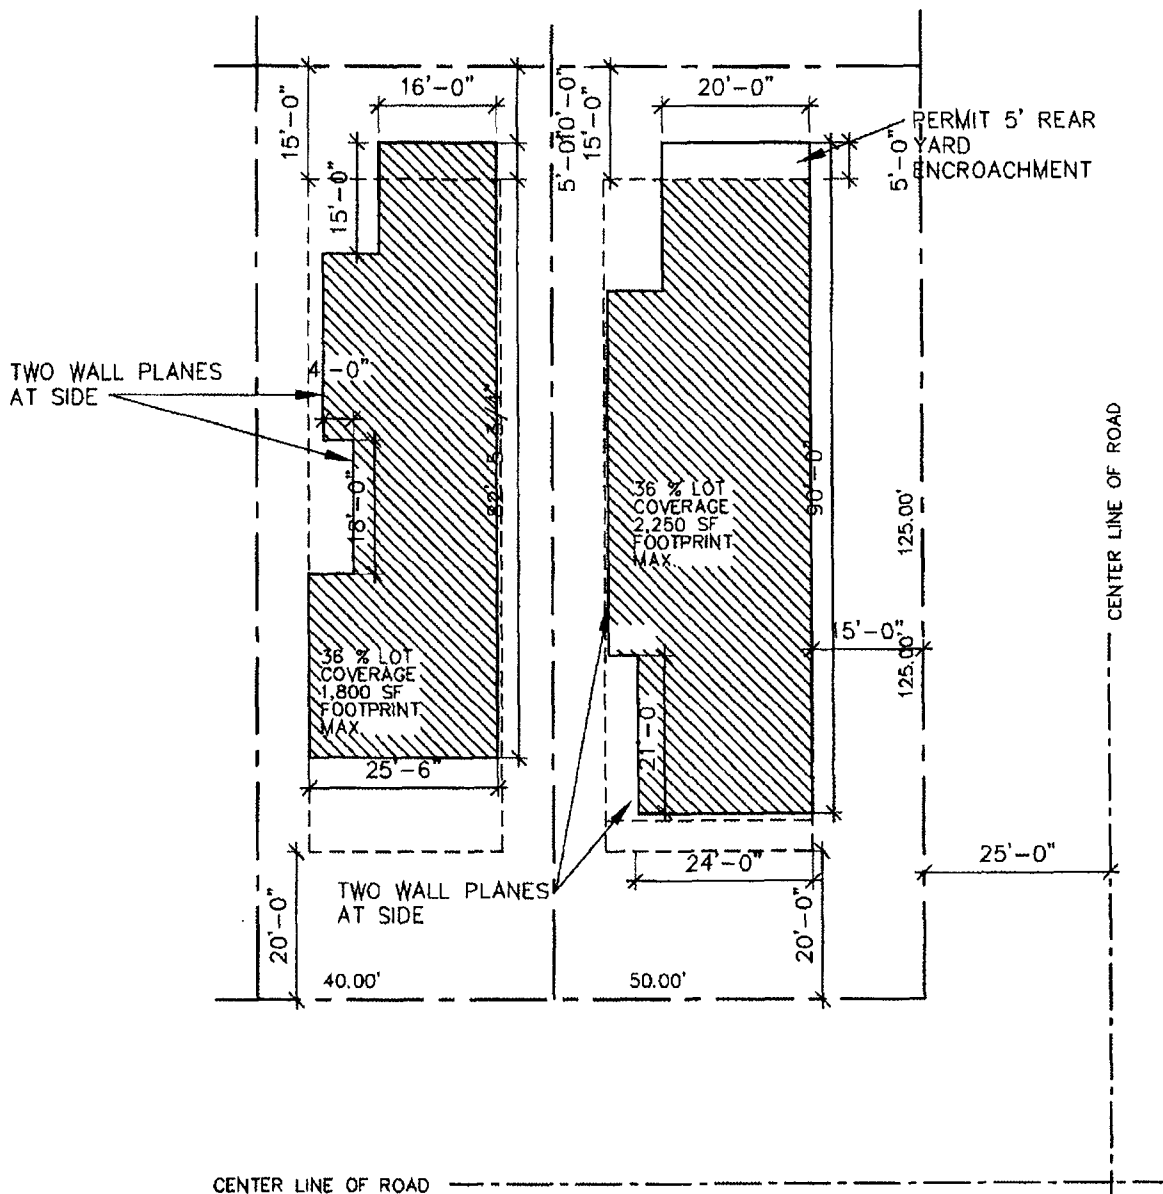 16'-0"
20'-0"
15'-0"
5'-0"
10'-0"
15'-0"
PERMIT 5' REAR
YARD
ENCROACHMENT
5'-0"
15'-0"
TWO WALL PLANES
AT SIDE
4'-0"
18'-0"
90'-0"
36 % LOT
COVERAGE
2,250 SF
FOOTPRINT
MAX.
125.00'
CENTER LINE OF ROAD
15'-0"
125.00'
36 % LOT
COVERAGE
1,800 SF
FOOTPRINT
MAX.
21'-0
25'-6"
24'-0"
25'-0"
TWO WALL PLANES
AT SIDE
20'-0"
20'-0"
40.00'
50.00'
CENTER LINE OF ROAD